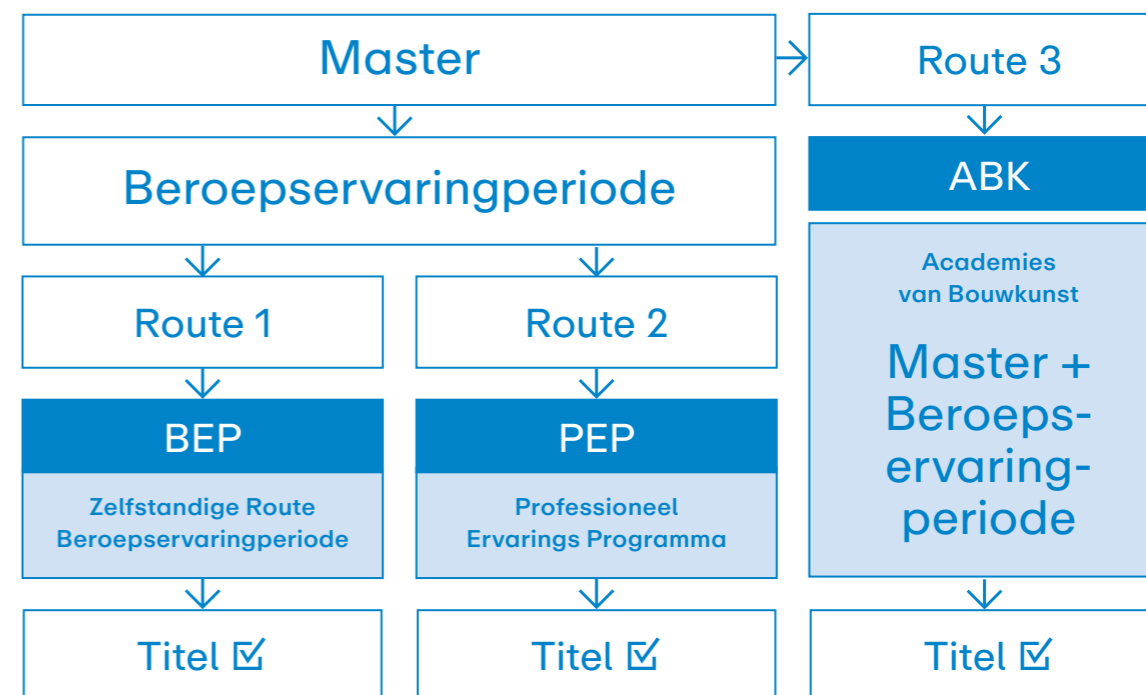 Master
Route 3
Beroepservaringperiode
ABK
Academies
van Bouwkunst
Master +
Beroeps-
ervaring-
periode
Route 1
Route 2
BEP
PEP
Zelfstandige Route
Beroepservaringperiode
Professioneel
Ervarings Programma
Titel ☑
Titel ☑
Titel ☑